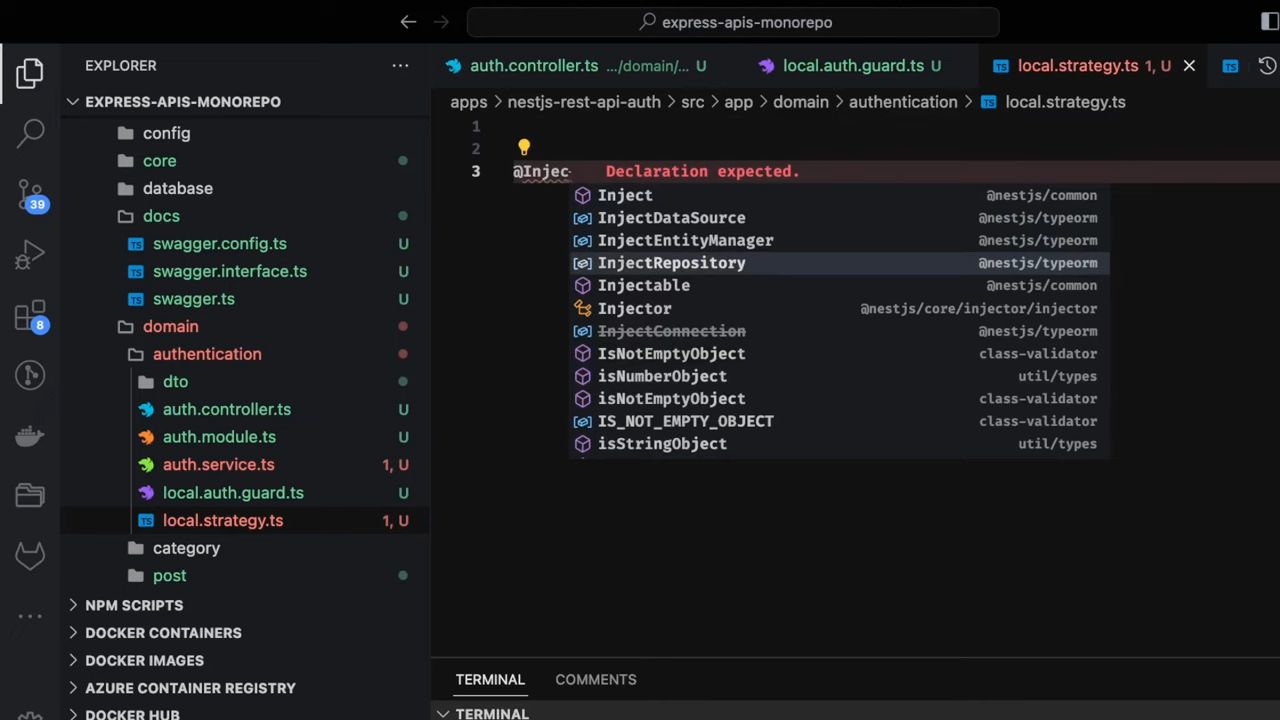 express-apis-monorepo
EXPLORER
EXPRESS-APIS-MONOREPO
config
core
database
docs
swagger.config.ts U
swagger.interface.ts U
swagger.ts U
domain
authentication
dto
auth.controller.ts U
auth.module.ts U
auth.service.ts 1, U
local.auth.guard.ts U
local.strategy.ts 1, U
category
post
NPM SCRIPTS
DOCKER CONTAINERS
DOCKER IMAGES
AZURE CONTAINER REGISTRY
DOCKER HUB
39
8
auth.controller.ts .../domain/... U
local.auth.guard.ts U
local.strategy.ts 1, U
TS
apps > nestjs-rest-api-auth > src > app > domain > authentication > TS local.strategy.ts
1
2
3 @Injec Declaration expected.
Inject @nestjs/common
InjectDataSource @nestjs/typeorm
InjectEntityManager @nestjs/typeorm
InjectRepository @nestjs/typeorm
Injectable @nestjs/common
Injector @nestjs/core/injector/injector
InjectConnection @nestjs/typeorm
IsNotEmptyObject class-validator
isNumberObject util/types
isNotEmptyObject class-validator
IS_NOT_EMPTY_OBJECT class-validator
isStringObject util/types
TERMINAL COMMENTS
TERMINAL